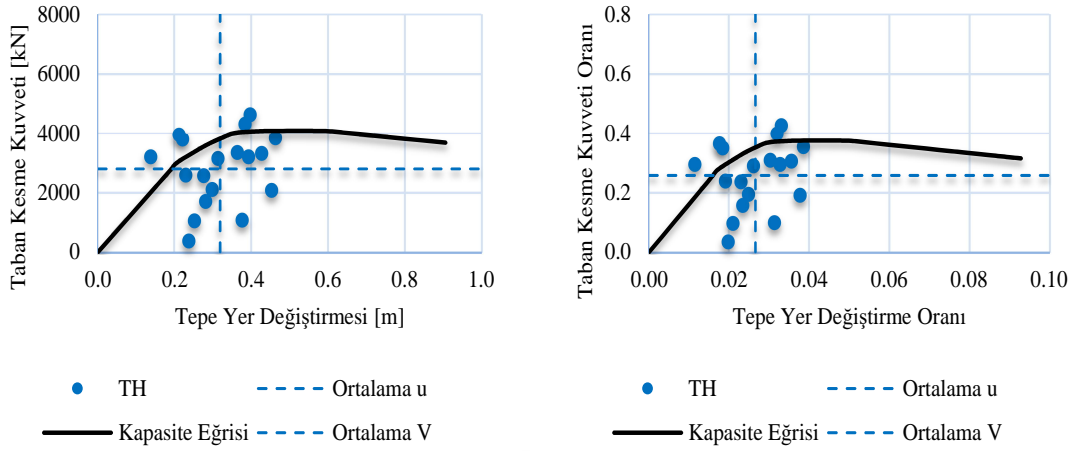 Taban Kesme Kuvveti [kN]
8000
6000
4000
2000
0
0.0 0.2 0.4 0.6 0.8 1.0
Tepe Yer Değiştirmesi [m]
TH
Ortalama u
Kapasite Eğrisi
Ortalama V
Taban Kesme Kuvveti Oranı
0.8
0.6
0.4
0.2
0.0
0.00 0.02 0.04 0.06 0.08 0.10
Tepe Yer Değiştirme Oranı
TH
Ortalama u
Kapasite Eğrisi
Ortalama V